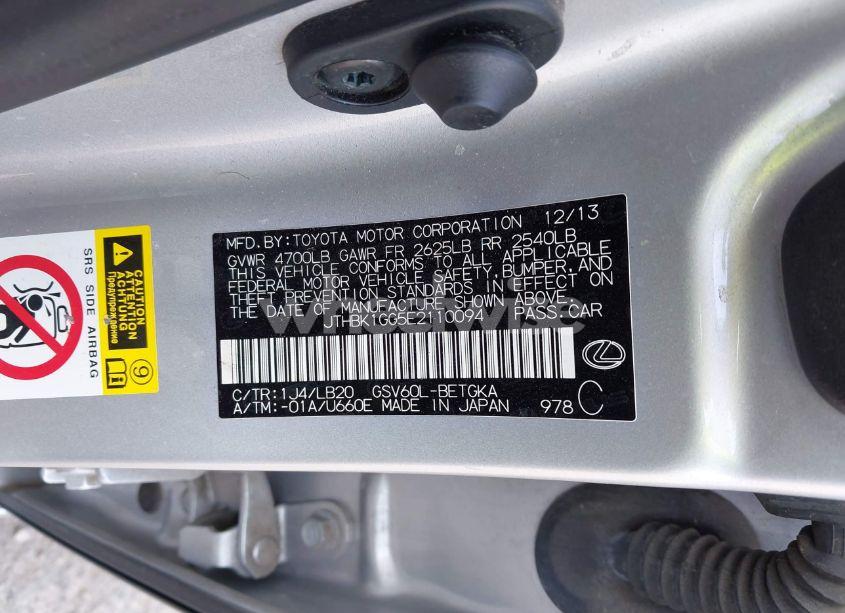 MFD.BY:TOYOTA MOTOR CORPORATION 12/13
GVWR 4700LB GAWR FR 2625LB RR 2540LB
THIS VEHICLE CONFORMS TO ALL APPLICABLE
FEDERAL MOTOR VEHICLE SAFETY,BUMPER,AND
THEFT PREVENTION STANDARDS IN EFFECT ON
THE DATE OF MANUFACTURE SHOWN ABOVE.
JTHBK1GG5E2110094 PASS.CAR
C/TR:1J4/LB20 GSV60L-BETGKA
A/TM:-01A/U660E MADE IN JAPAN 978 C
CAUTION
ATTENTION
ACHTUNG
Предупреждение
SRS SIDE AIRBAG
9